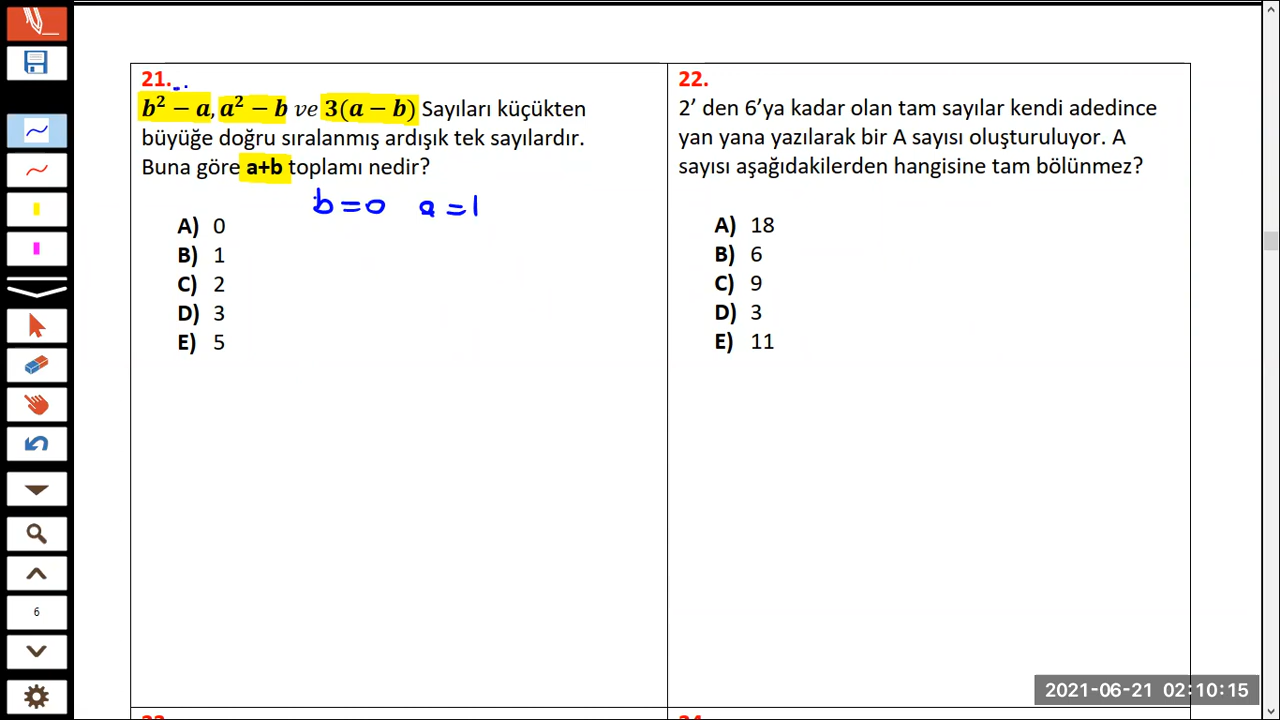 21.
b² − a, a² − b ve 3(a − b) Sayıları küçükten
büyüğe doğru sıralanmış ardışık tek sayılardır.
Buna göre a+b toplamı nedir?
b = 0 a = 1
A) 0
B) 1
C) 2
D) 3
E) 5
22.
2’ den 6’ya kadar olan tam sayılar kendi adedince
yan yana yazılarak bir A sayısı oluşturuluyor. A
sayısı aşağıdakilerden hangisine tam bölünmez?
A) 18
B) 6
C) 9
D) 3
E) 11
6
2021-06-21 02:10:15